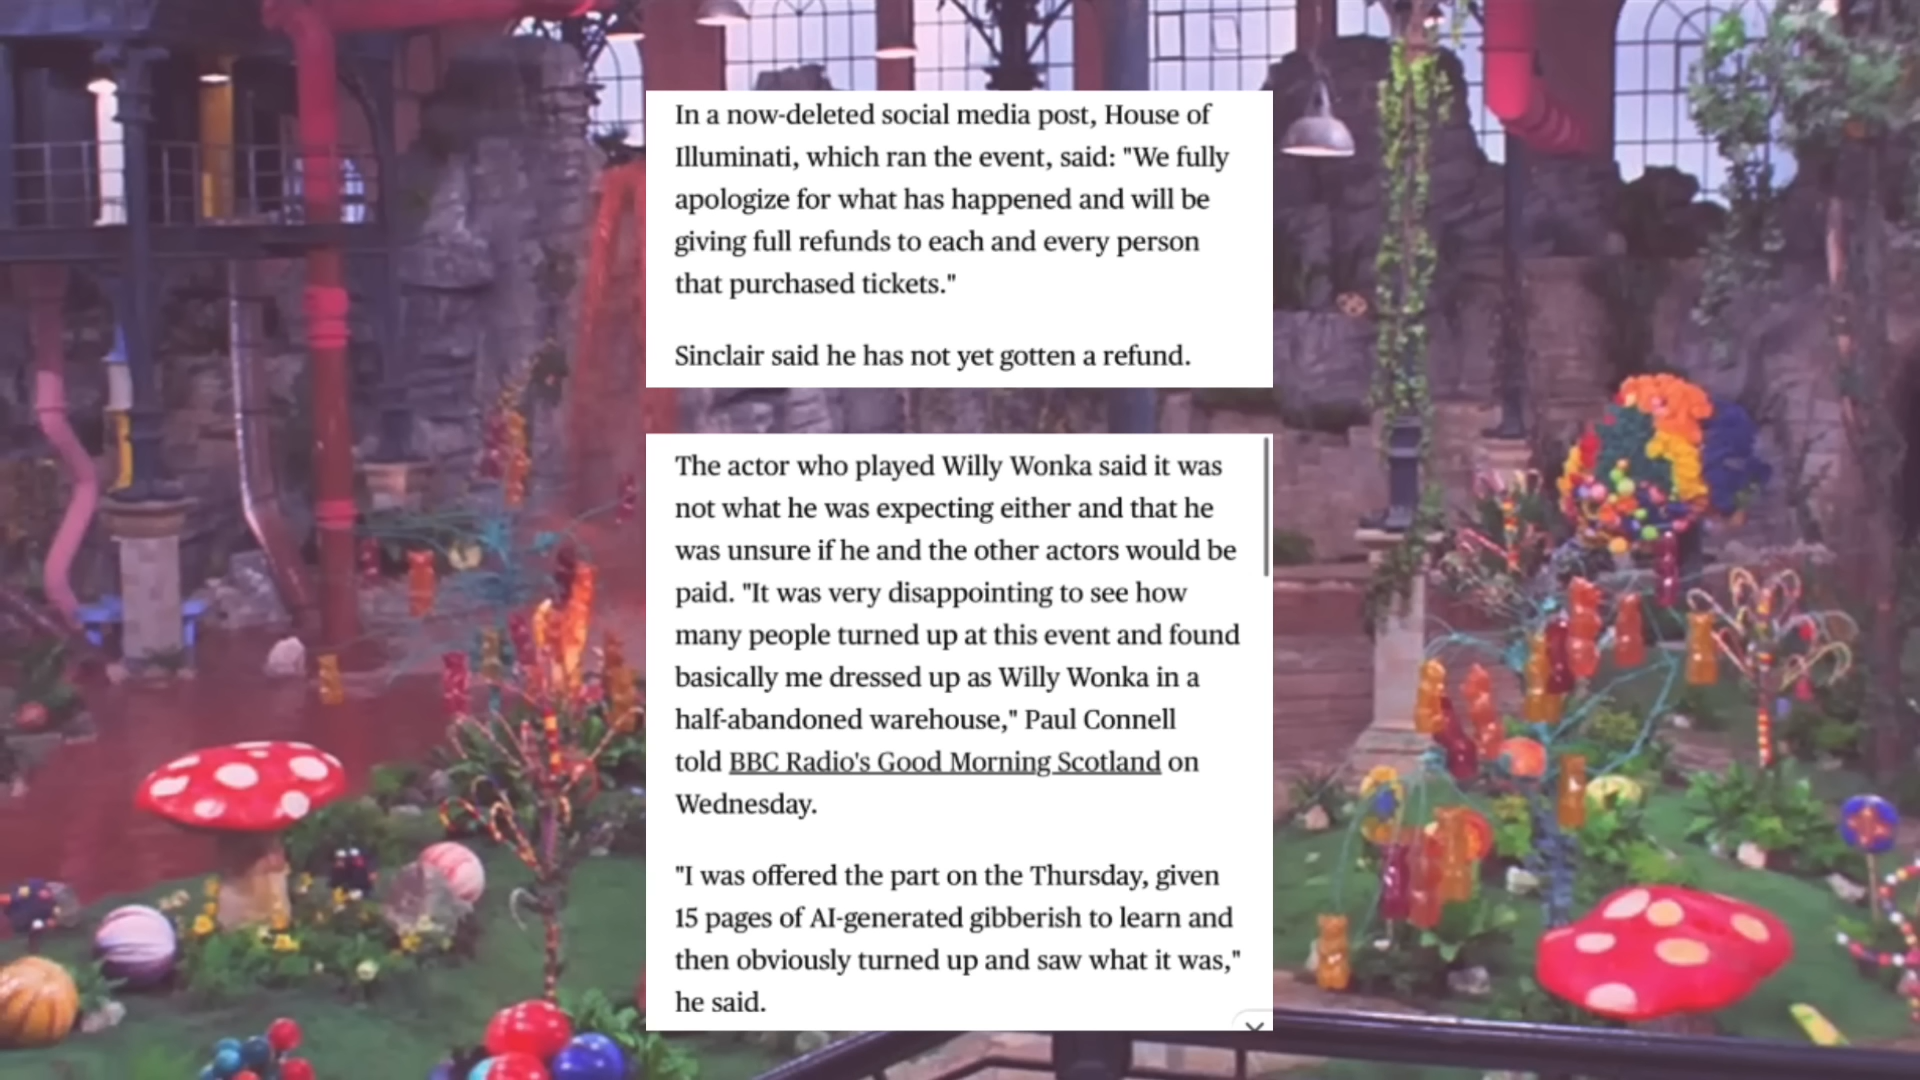 In a now-deleted social media post, House of
Illuminati, which ran the event, said: "We fully
apologize for what has happened and will be
giving full refunds to each and every person
that purchased tickets."
Sinclair said he has not yet gotten a refund.
The actor who played Willy Wonka said it was
not what he was expecting either and that he
was unsure if he and the other actors would be
paid. "It was very disappointing to see how
many people turned up at this event and found
basically me dressed up as Willy Wonka in a
half-abandoned warehouse," Paul Connell
told BBC Radio's Good Morning Scotland on
Wednesday.
"I was offered the part on the Thursday, given
15 pages of AI-generated gibberish to learn and
then obviously turned up and saw what it was,"
he said.